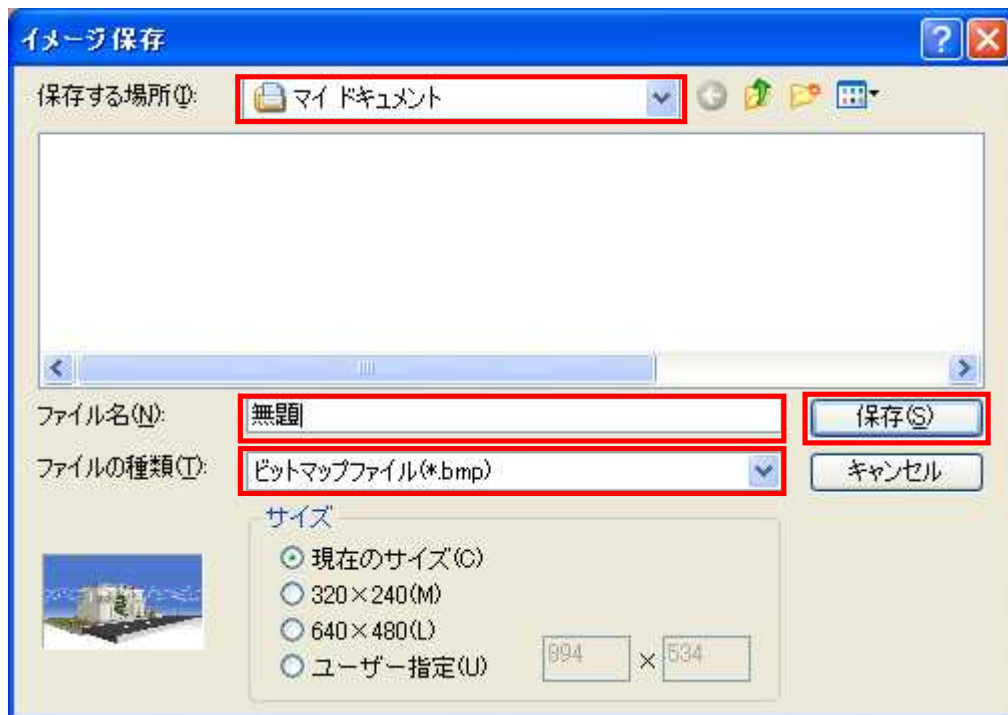 イメージ保存
保存する場所(I):
マイ ドキュメント
ファイル名(N):
無題
保存(S)
ファイルの種類(T):
ビットマップファイル(*.bmp)
キャンセル
サイズ
現在のサイズ(C)
320×240(M)
640×480(L)
ユーザー指定(U)
894 × 534